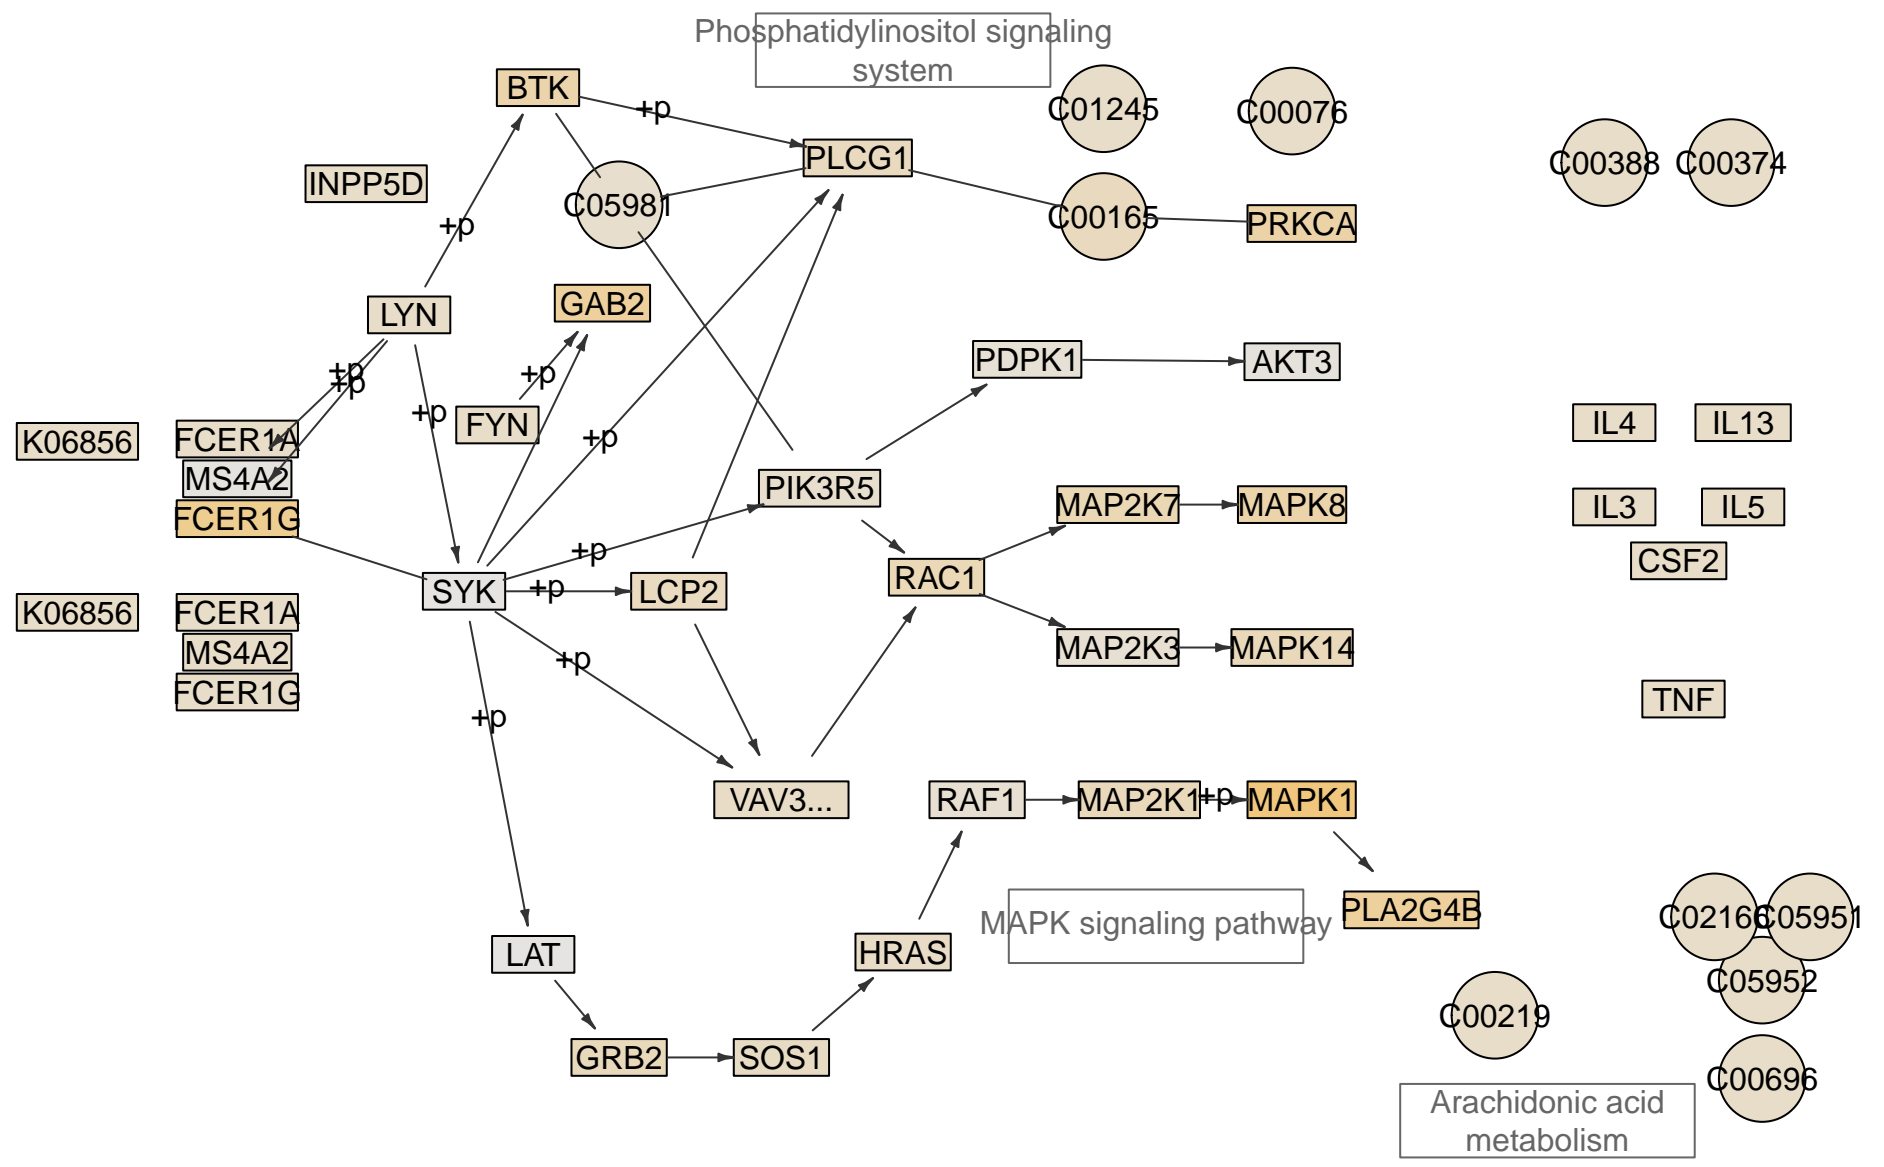 Phosphatidylinositol signaling
system
BTK
+p
C01245
C00076
PLCG1
C00388
C00374
INPP5D
C05981
C00165
PRKCA
+p
GAB2
LYN
PDPK1
AKT3
+p
+p
+p
+p
FYN
IL4
IL13
K06856
FCER1A
+p
MS4A2
PIK3R5
MAP2K7
MAPK8
IL3
IL5
FCER1G
+p
CSF2
RAC1
SYK
+p
LCP2
K06856
FCER1A
MS4A2
+p
MAP2K3
MAPK14
FCER1G
TNF
+p
VAV3...
RAF1
MAP2K1
+p
MAPK1
PLA2G4B
MAPK signaling pathway
C02166
C05951
LAT
HRAS
C05952
C00219
GRB2
SOS1
C00696
Arachidonic acid
metabolism